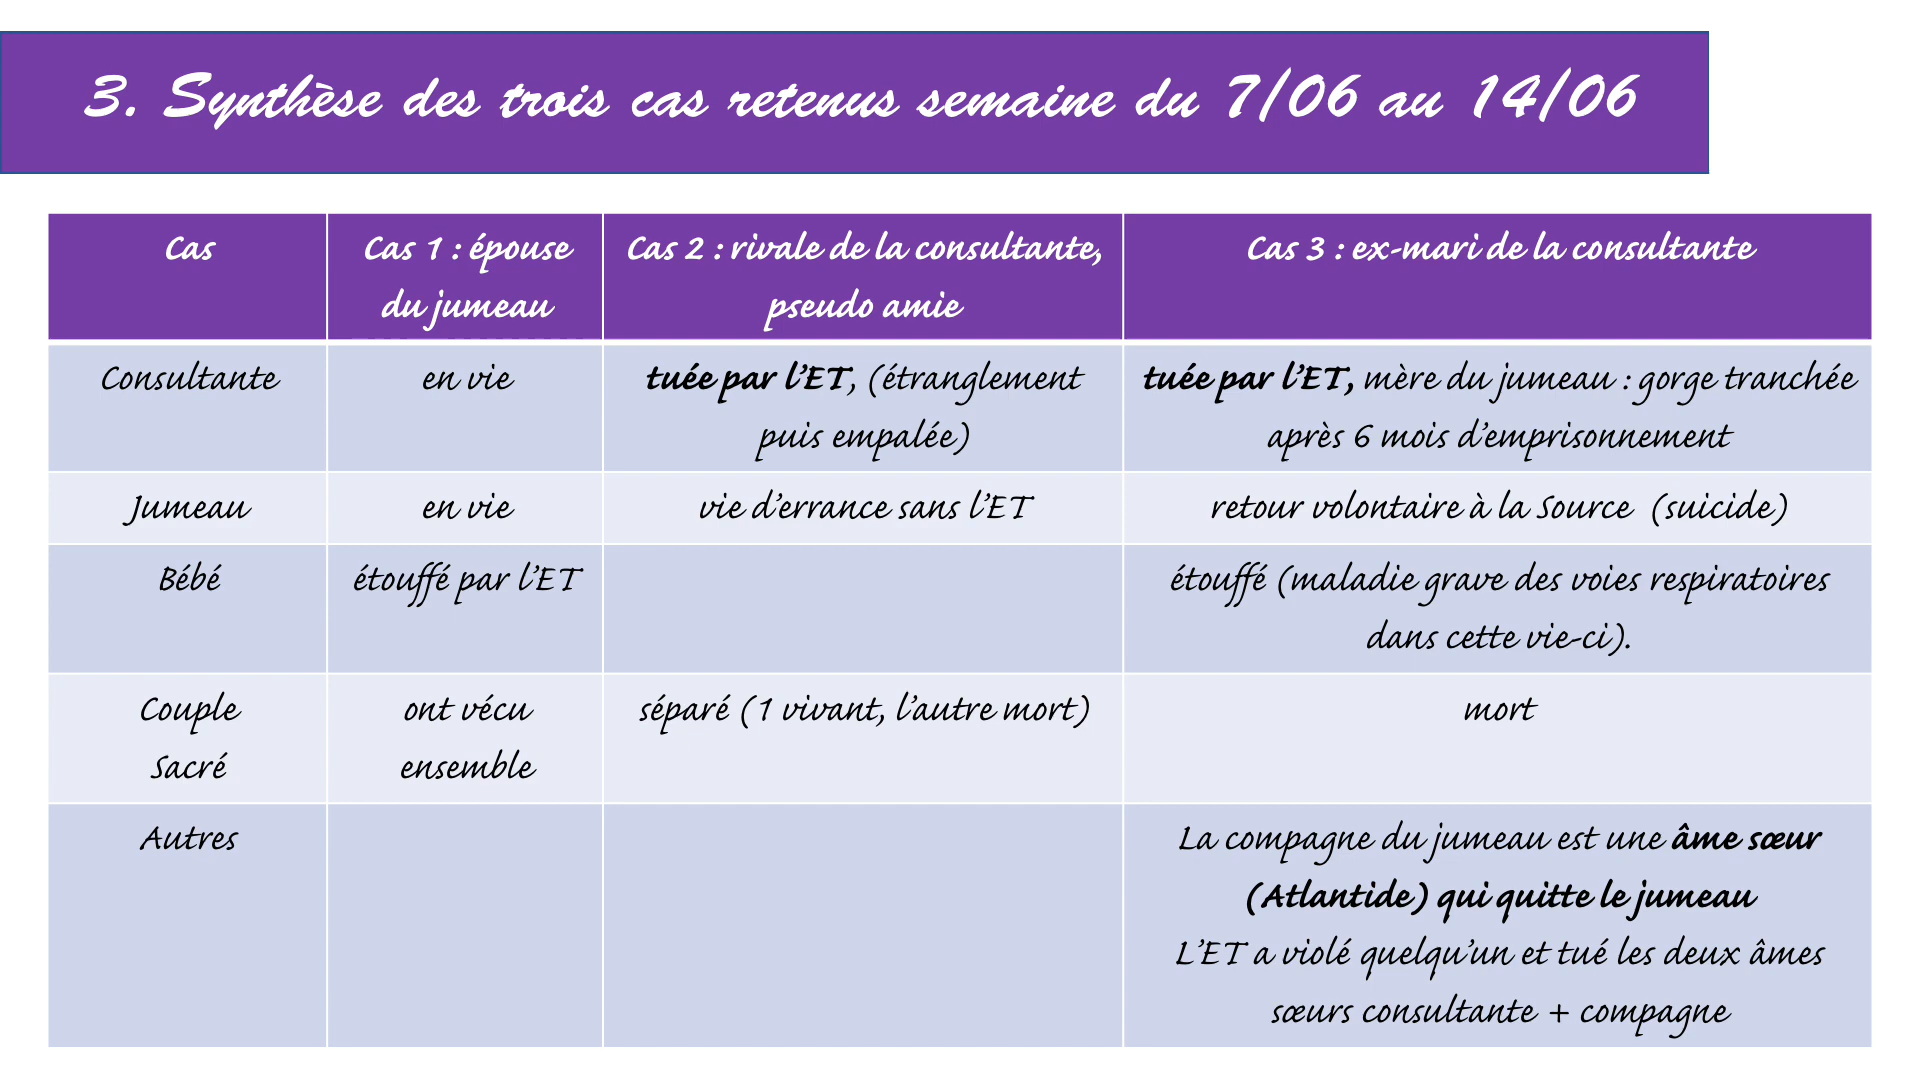 3. Synthèse des trois cas retenus semaine du 7/06 au 14/06
Cas
Cas 1 : épouse
du jumeau
Cas 2 : rivale de la consultante,
pseudo amie
Cas 3 : ex-mari de la consultante
Consultante
en vie
tuée par l'ET, (étranglement
puis empalée)
tuée par l'ET, mère du jumeau : gorge tranchée
après 6 mois d'emprisonnement
Jumeau
en vie
vie d'errance sans l'ET
retour volontaire à la Source (suicide)
Bébé
étouffé par l'ET
étouffé (maladie grave des voies respiratoires
dans cette vie-ci).
Couple
Sacré
ont vécu
ensemble
séparé (1 vivant, l'autre mort)
mort
Autres
La compagne du jumeau est une âme sœur
(Atlantide) qui quitte le jumeau
L'ET a violé quelqu'un et tué les deux âmes
sœurs consultante + compagne